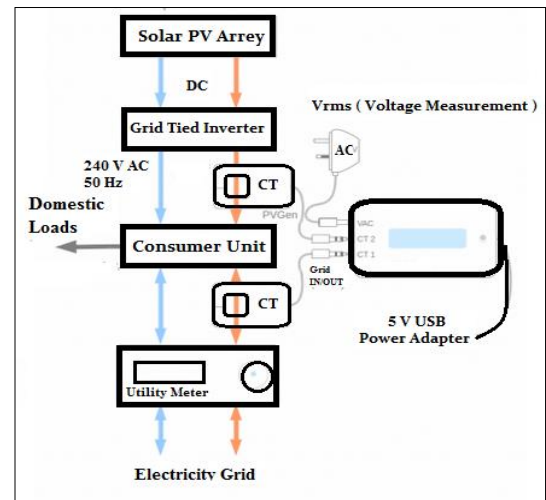 Solar PV Arrey
DC
Vrms ( Voltage Measurement )
Grid Tied Inverter
AC
240 V AC
50 Hz
CT
PVGen
Domestic
Loads
VAC
CT 2
CT 1
Consumer Unit
Grid
IN/OUT
CT
5 V USB
Power Adapter
Utility Meter
Electricity Grid